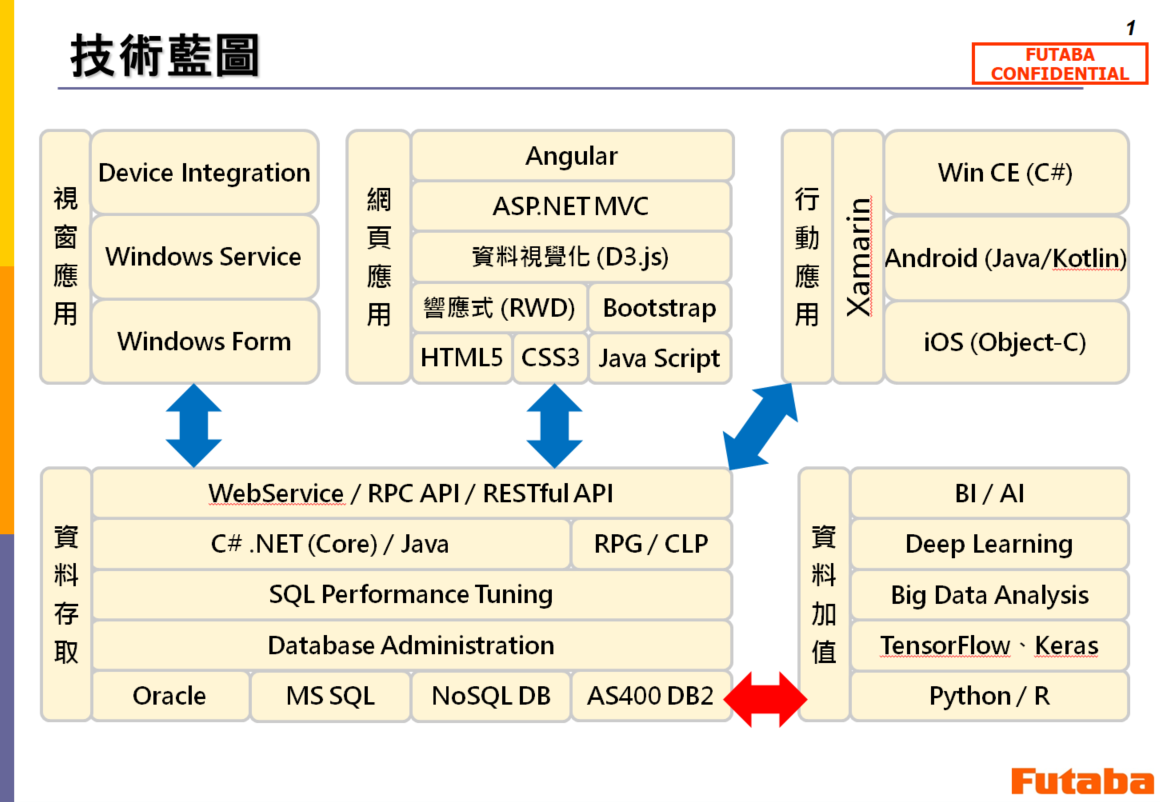 1
技術藍圖
FUTABA
CONFIDENTIAL
視窗應用
Device Integration
Windows Service
Windows Form
網頁應用
Angular
ASP.NET MVC
資料視覺化 (D3.js)
響應式 (RWD)
Bootstrap
HTML5
CSS3
Java Script
行動應用
Xamarin
Win CE (C#)
Android (Java/Kotlin)
iOS (Object-C)
資料存取
WebService / RPC API / RESTful API
C# .NET (Core) / Java
RPG / CLP
SQL Performance Tuning
Database Administration
Oracle
MS SQL
NoSQL DB
AS400 DB2
資料加值
BI / AI
Deep Learning
Big Data Analysis
TensorFlow、Keras
Python / R
Futaba